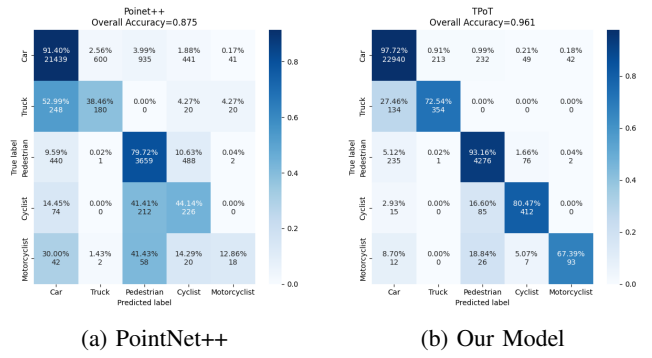 Poinet++
Overall Accuracy=0.875
True label
Car
91.40% 2.56% 3.99% 1.88% 0.17%
21439 600 935 441 41
Truck
52.99% 38.46% 0.00% 4.27% 4.27%
248 180 0 20 20
Pedestrian
9.59% 0.02% 79.72% 10.63% 0.04%
440 1 3659 488 2
Cyclist
14.45% 0.00% 41.41% 44.14% 0.00%
74 0 212 226 0
Motorcyclist
30.00% 1.43% 41.43% 14.29% 12.86%
42 2 58 20 18
Car Truck Pedestrian Cyclist Motorcyclist
Predicted label
0.8
0.6
0.4
0.2
0.0
(a) PointNet++
TPoT
Overall Accuracy=0.961
True label
Car
97.72% 0.91% 0.99% 0.21% 0.18%
22940 213 232 49 42
Truck
27.46% 72.54% 0.00% 0.00% 0.00%
134 354 0 0 0
Pedestrian
5.12% 0.02% 93.16% 1.66% 0.04%
235 1 4276 76 2
Cyclist
2.93% 0.00% 16.60% 80.47% 0.00%
15 0 85 412 0
Motorcyclist
8.70% 0.00% 18.84% 5.07% 67.39%
12 0 26 7 93
Car Truck Pedestrian Cyclist Motorcyclist
Predicted label
0.8
0.6
0.4
0.2
0.0
(b) Our Model